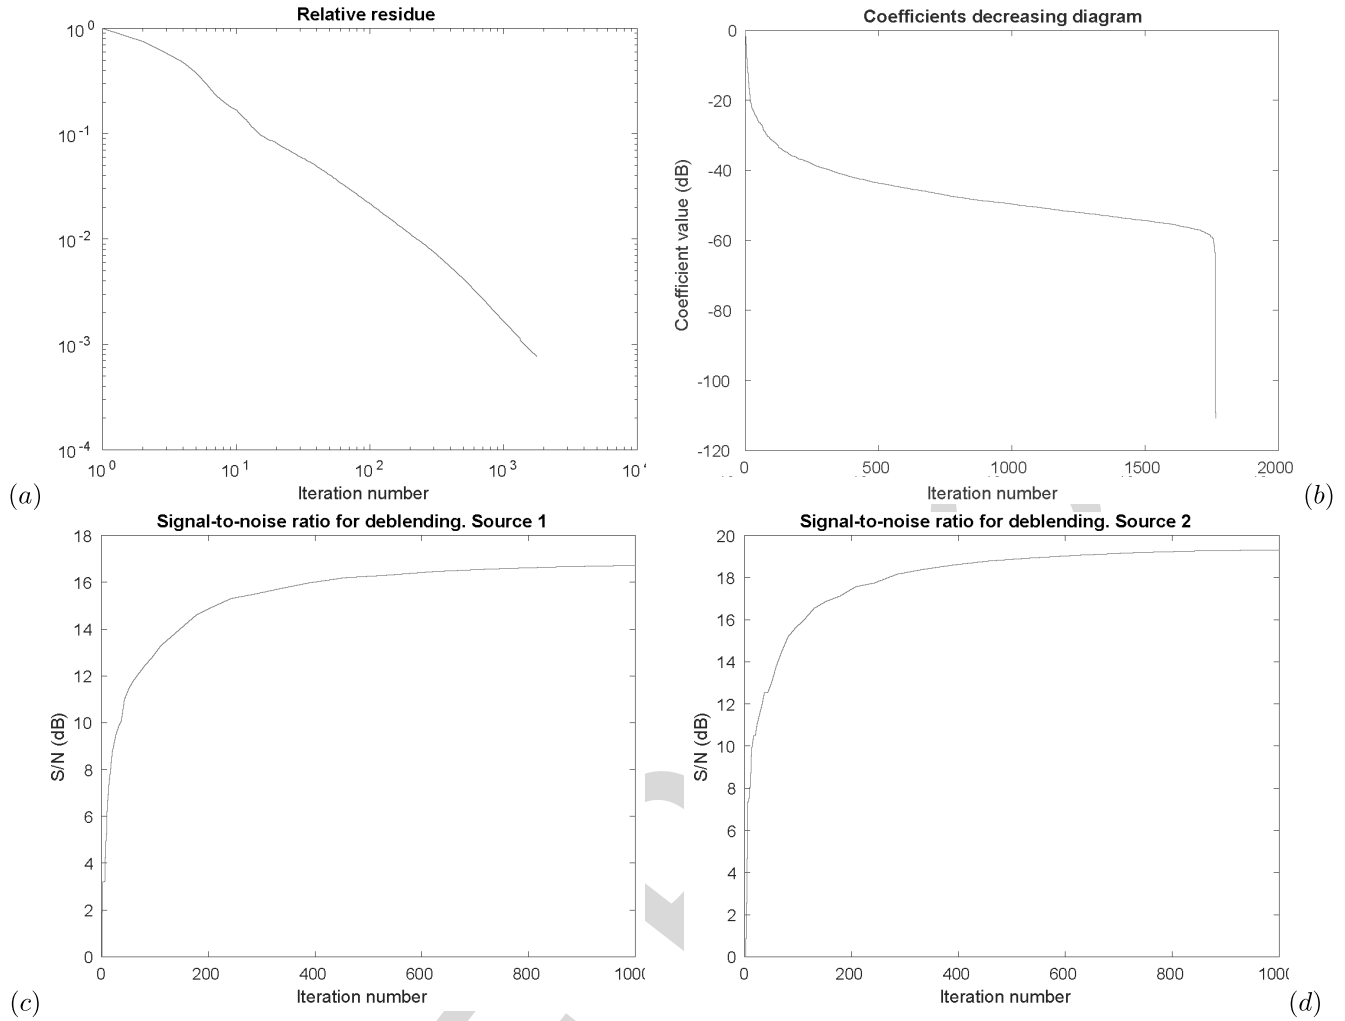 Relative residue
10^0
10^-1
10^-2
10^-3
10^-4
10^0 10^1 10^2 10^3
Iteration number
(a)
Coefficients decreasing diagram
Coefficient value (dB)
0
-20
-40
-60
-80
-100
-120
0 500 1000 1500 2000
Iteration number
(b)
Signal-to-noise ratio for deblending. Source 1
S/N (dB)
18
16
14
12
10
8
6
4
2
0
0 200 400 600 800 1000
Iteration number
(c)
Signal-to-noise ratio for deblending. Source 2
S/N (dB)
20
18
16
14
12
10
8
6
4
2
0
0 200 400 600 800 1000
Iteration number
(d)